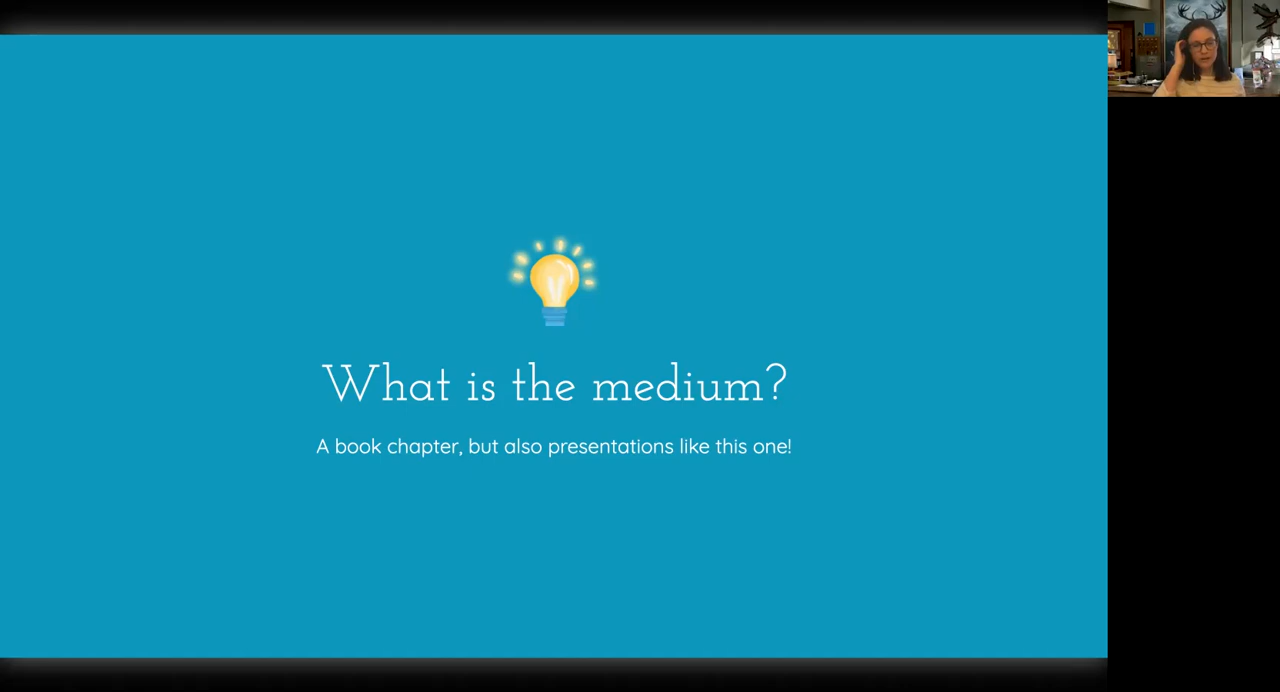 What is the medium?
A book chapter, but also presentations like this one!